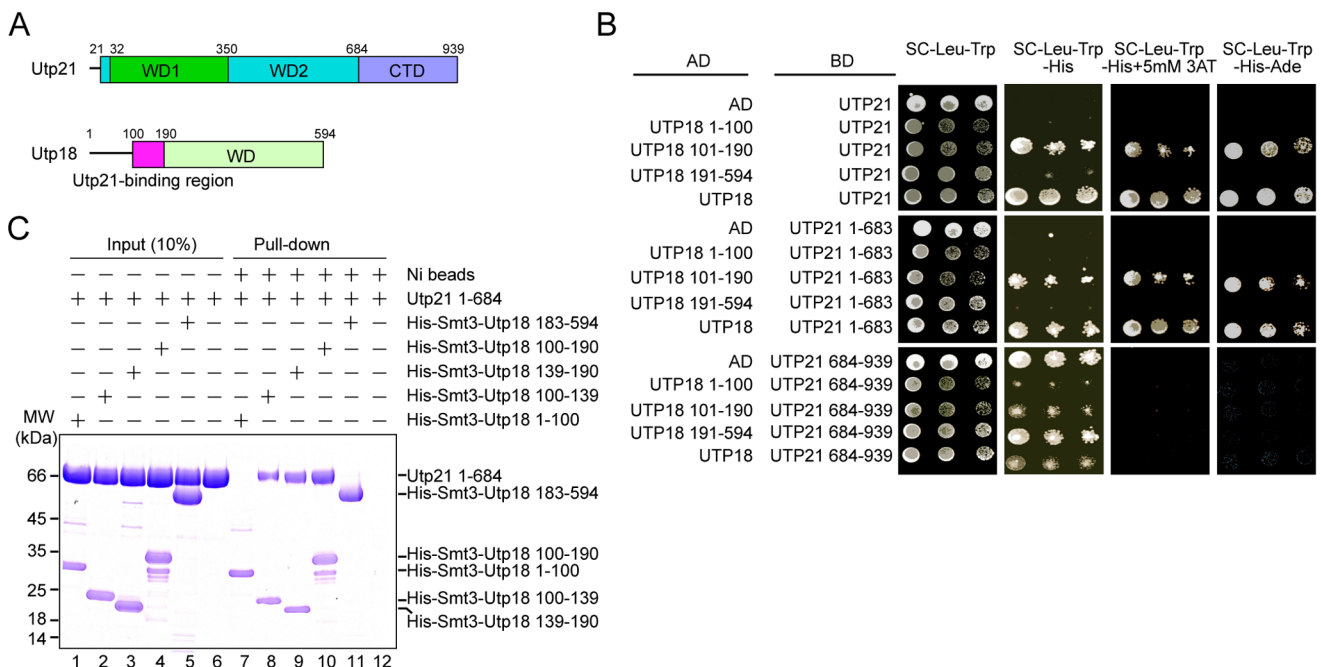 A
21 32 350 684 939
Utp21 WD1 WD2 CTD
1 100 190 594
Utp18 WD
Utp21-binding region
B
AD BD SC-Leu-Trp SC-Leu-Trp -His SC-Leu-Trp -His+5mM 3AT SC-Leu-Trp -His-Ade
AD UTP21
UTP18 1-100 UTP21
UTP18 101-190 UTP21
UTP18 191-594 UTP21
UTP18 UTP21
AD UTP21 1-683
UTP18 1-100 UTP21 1-683
UTP18 101-190 UTP21 1-683
UTP18 191-594 UTP21 1-683
UTP18 UTP21 1-683
AD UTP21 684-939
UTP18 1-100 UTP21 684-939
UTP18 101-190 UTP21 684-939
UTP18 191-594 UTP21 684-939
UTP18 UTP21 684-939
C
Input (10%) Pull-down
− − − − − − + + + + + + Ni beads
+ + + + + + + + + + + + Utp21 1-684
− − − − + − − − − − + − His-Smt3-Utp18 183-594
− − − + − − − − − + − − His-Smt3-Utp18 100-190
− − + − − − − − + − − − His-Smt3-Utp18 139-190
− + − − − − − + − − − − His-Smt3-Utp18 100-139
+ − − − − − + − − − − − His-Smt3-Utp18 1-100
MW
(kDa)
66
45
35
25
18
14
Utp21 1-684
His-Smt3-Utp18 183-594
His-Smt3-Utp18 100-190
His-Smt3-Utp18 1-100
His-Smt3-Utp18 100-139
His-Smt3-Utp18 139-190
1 2 3 4 5 6 7 8 9 10 11 12